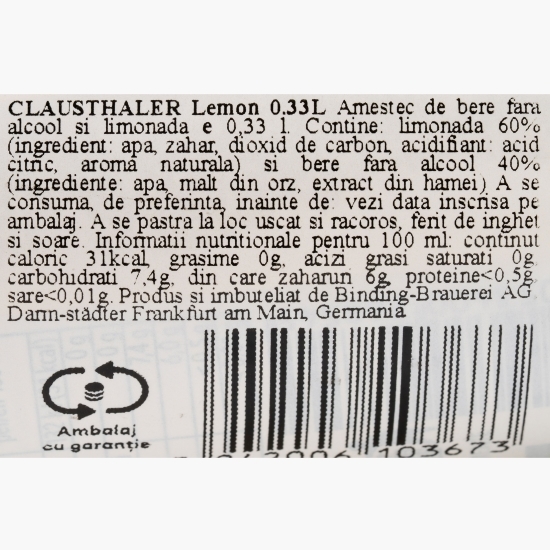 CLAUSTHALER Lemon 0,33L Amestec de bere fara
alcool si limonada e 0,33 l. Contine: limonada 60%
(ingredient: apa, zahar, dioxid de carbon, acidifiant: acid
citric, aroma naturala) si bere fara alcool 40%
(ingrediente: apa, malt din orz, extract din hamei) A se
consuma, de preferinta, inainte de: vezi data inscrisa pe
ambalaj. A se pastra la loc uscat si racoros, ferit de inghet
si soare. Informatii nutritionale pentru 100 ml: continut
caloric 31kcal, grasime 0g, acizi grasi saturati 0g,
carbohidrati 7,4g, din care zaharuri 6g, proteine<0,5g,
sare<0,01g. Produs si imbuteliat de Binding-Brauerei AG,
Darm-städter Frankfurt am Main, Germania
Ambalaj
cu garanție
103673